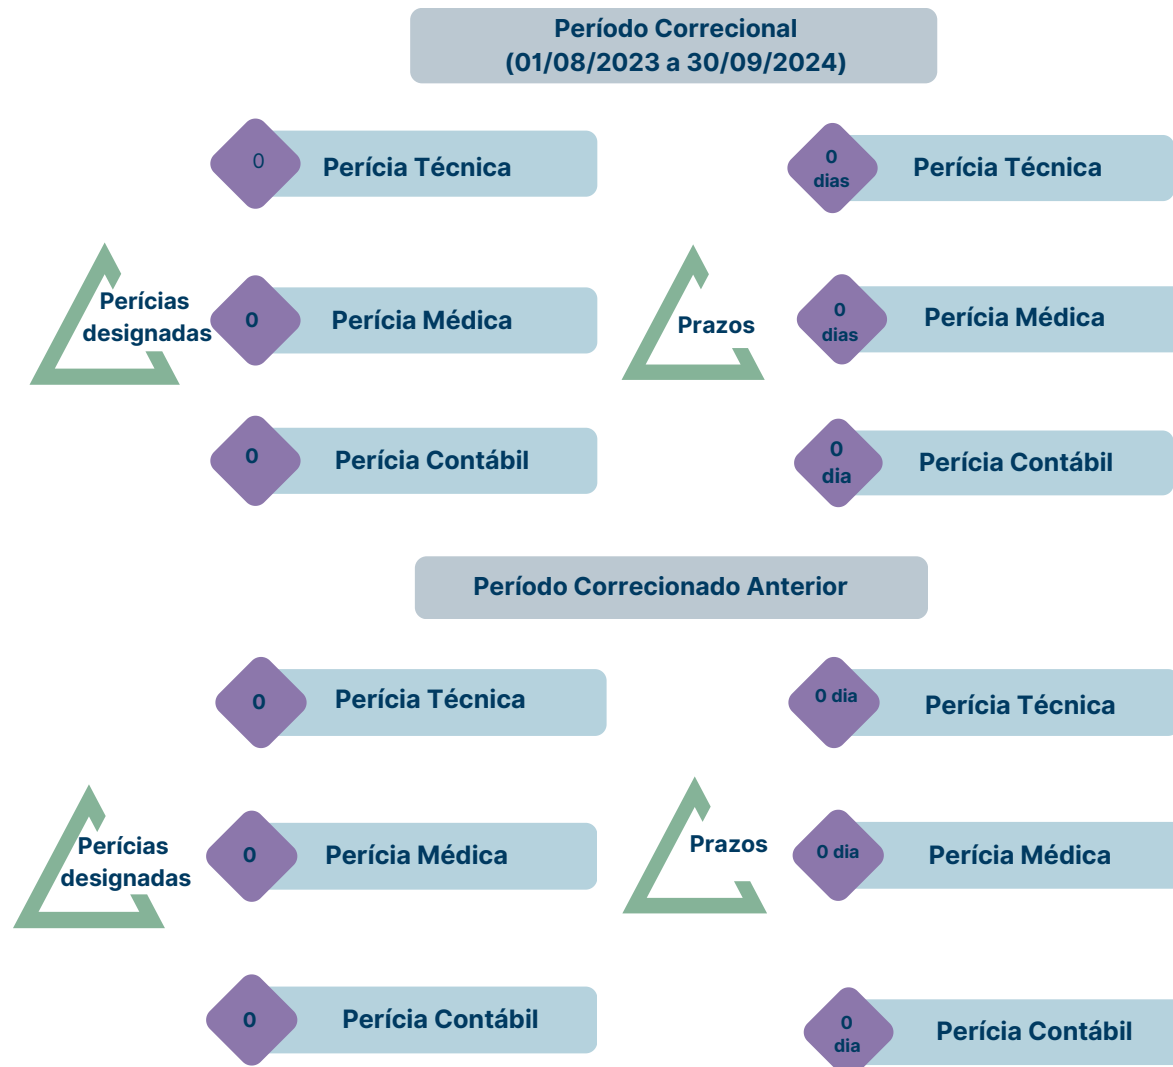 Período Correcional
(01/08/2023 a 30/09/2024)
0
Perícia Técnica
Perícias
designadas
0
Perícia Médica
0
Perícia Contábil
0
dias
Perícia Técnica
Prazos
0
dias
Perícia Médica
0
dia
Perícia Contábil
Período Correcionado Anterior
0
Perícia Técnica
Perícias
designadas
0
Perícia Médica
0
Perícia Contábil
0 dia
Perícia Técnica
Prazos
0 dia
Perícia Médica
0
dia
Perícia Contábil